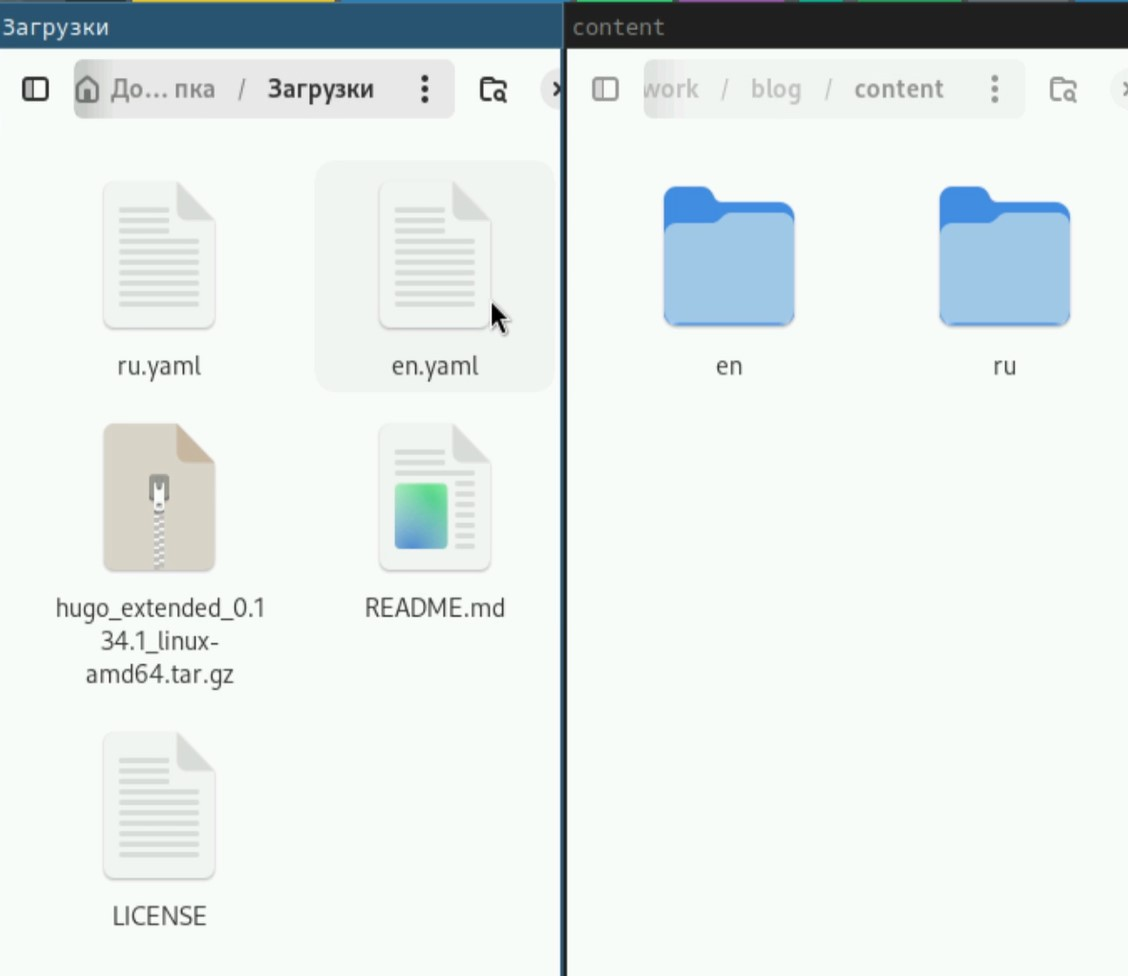 Загрузки
content
До… пка / Загрузки
work / blog / content
ru.yaml
en.yaml
en
ru
hugo_extended_0.1
34.1_linux-
amd64.tar.gz
README.md
LICENSE